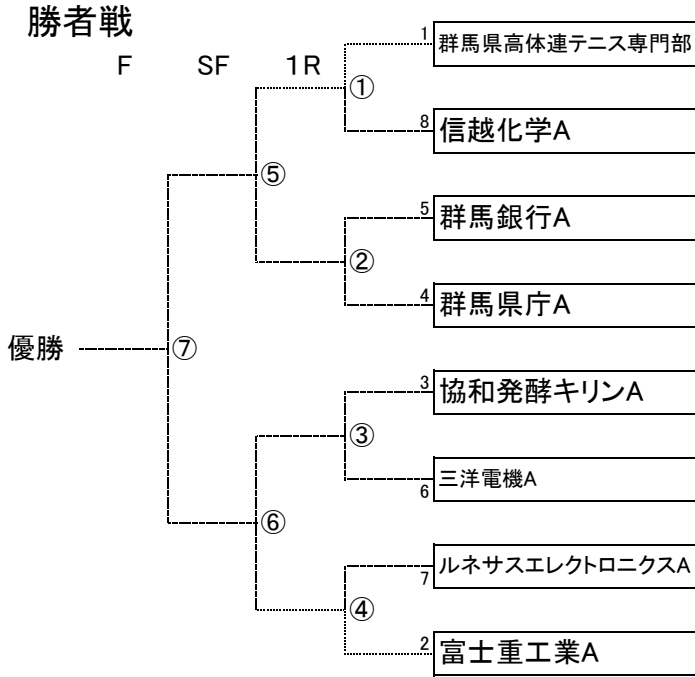 勝者戦
F SF 1R
1 群馬県高体連テニス専門部
①
8 信越化学A
⑤
5 群馬銀行A
②
4 群馬県庁A
優勝 ⑦
3 協和発酵キリンA
③
6 三洋電機A
⑥
7 ルネサスエレクトロニクスA
④
2 富士重工業A